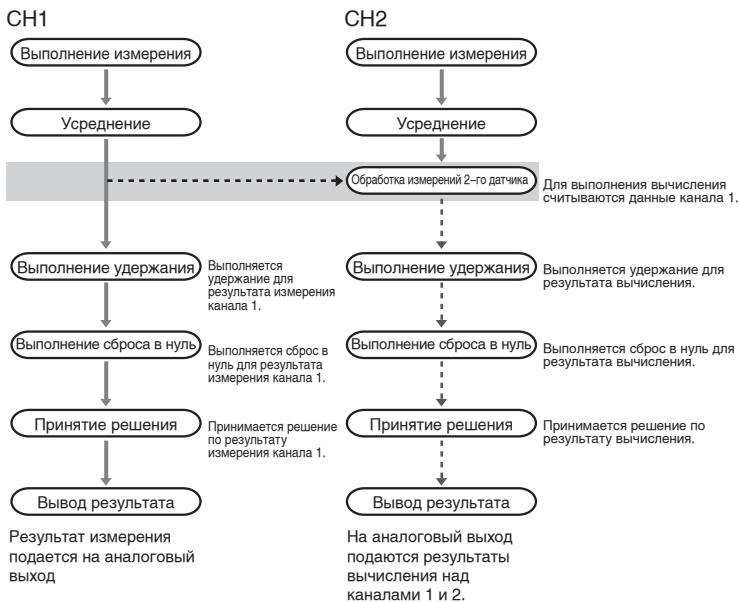 CH1
CH2
Выполнение измерения
Выполнение измерения
Усреднение
Усреднение
Обработка измерений 2–го датчика
Для выполнения вычисления
считываются данные канала 1.
Выполнение удержания
Выполняется
удержание для
результата измерения
канала 1.
Выполнение удержания
Выполняется удержание для
результата вычисления.
Выполнение сброса в нуль
Выполняется сброс в
нуль для результата
измерения канала 1.
Выполнение сброса в нуль
Выполняется сброс в нуль для
результата вычисления.
Принятие решения
Принимается решение
по результату
измерения канала 1.
Принятие решения
Принимается решение по
результату вычисления.
Вывод результата
Вывод результата
Результат измерения
подается на аналоговый
выход
На аналоговый выход
подаются результаты
вычисления над
каналами 1 и 2.